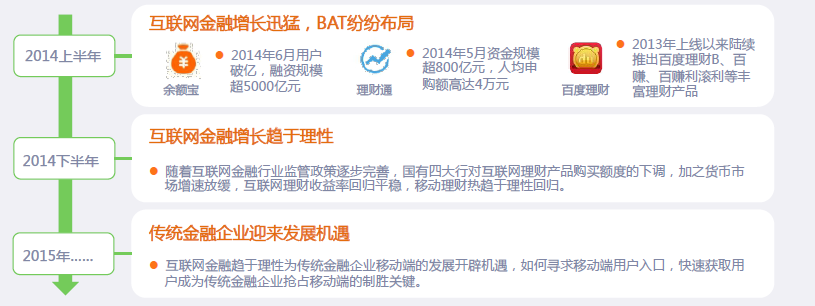 互联网金融增长迅猛，BAT纷纷布局
2014上半年
2014年6月用户
破亿，融资规模
超5000亿元
余额宝
2014年5月资金规模
超800亿元，人均申
购额高达4万元
理财通
2013年上线以来陆续
推出百度理财B、百
赚、百赚利滚利等丰
富理财产品
百度理财
互联网金融增长趋于理性
2014下半年
随着互联网金融行业监管政策逐步完善，国有四大行对互联网理财产品购买额度的下调，加之货币市
场增速放缓，互联网理财收益率回归平稳，移动理财热趋于理性回归。
传统金融企业迎来发展机遇
2015年......
互联网金融趋于理性为传统金融企业移动端的发展开辟机遇，如何寻求移动端用户入口，快速获取用
户成为传统金融企业抢占移动端的制胜关键。